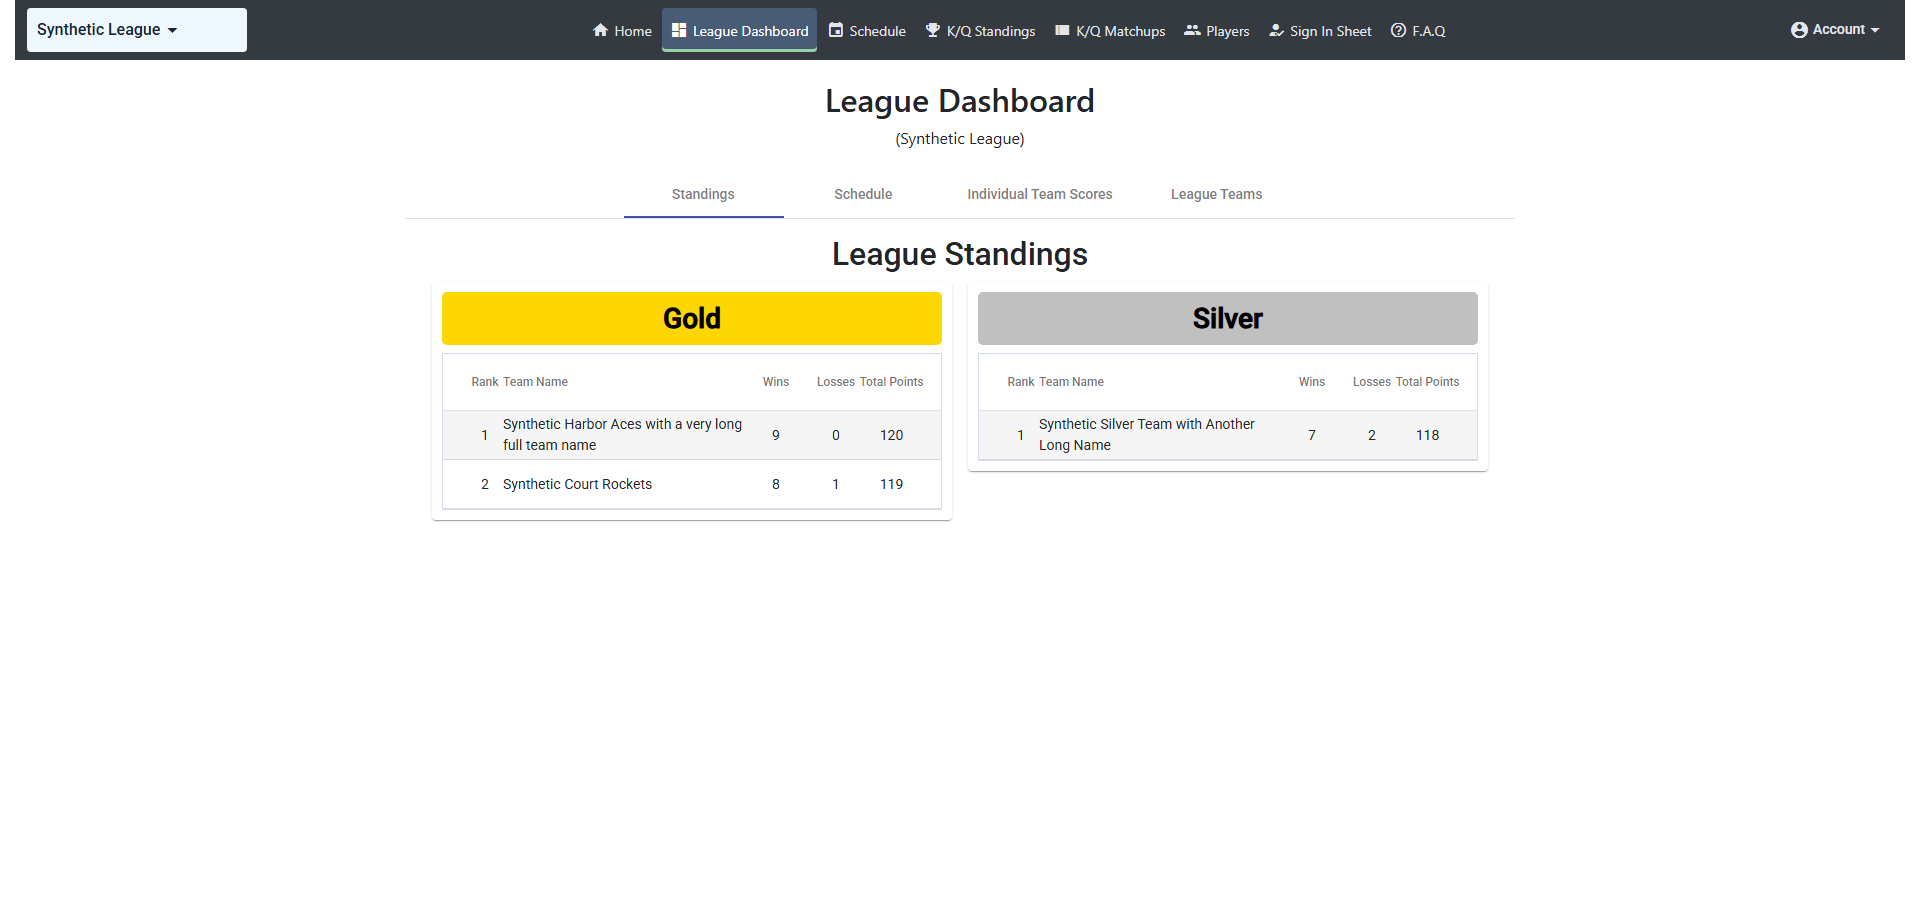 Synthetic League
Home
League Dashboard
Schedule
K/Q Standings
K/Q Matchups
Players
Sign In Sheet
F.A.Q
Account
League Dashboard
(Synthetic League)
Standings
Schedule
Individual Team Scores
League Teams
League Standings
Gold
Rank Team Name Wins Losses Total Points
1 Synthetic Harbor Aces with a very long
full team name
9 0 120
2 Synthetic Court Rockets 8 1 119
Silver
Rank Team Name Wins Losses Total Points
1 Synthetic Silver Team with Another
Long Name
7 2 118